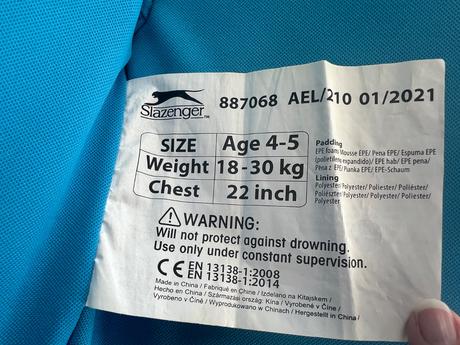 Slazenger™
887068 AEL/210 01/2021
SIZE Age 4-5
Weight 18-30 kg
Chest 22 inch
Padding
EPE foam/Mousse EPE/ Pena EPE/ Espuma EPE
(polietileno expandido)/ EPE hab/ EPE pena/
Pěna z EPE/ Pianka EPE/ EPE-Schaum
Lining
Polyester/ Polyester/ Poliester/ Poliéster/
Poliészter/ Polyester/ Polyester/ Poliester/
Polyester
WARNING:
Will not protect against drowning.
Use only under constant supervision.
CE EN 13138-1:2008
EN 13138-1:2014
Made in China / Fabriqué en Chine / Izdelano na Kitajskem /
Hecho en China / Származási ország: Kína / Vyrobené v Číne /
Vyrobeno v Číně / Wyprodukowano w Chinach / Hergestellt in China/